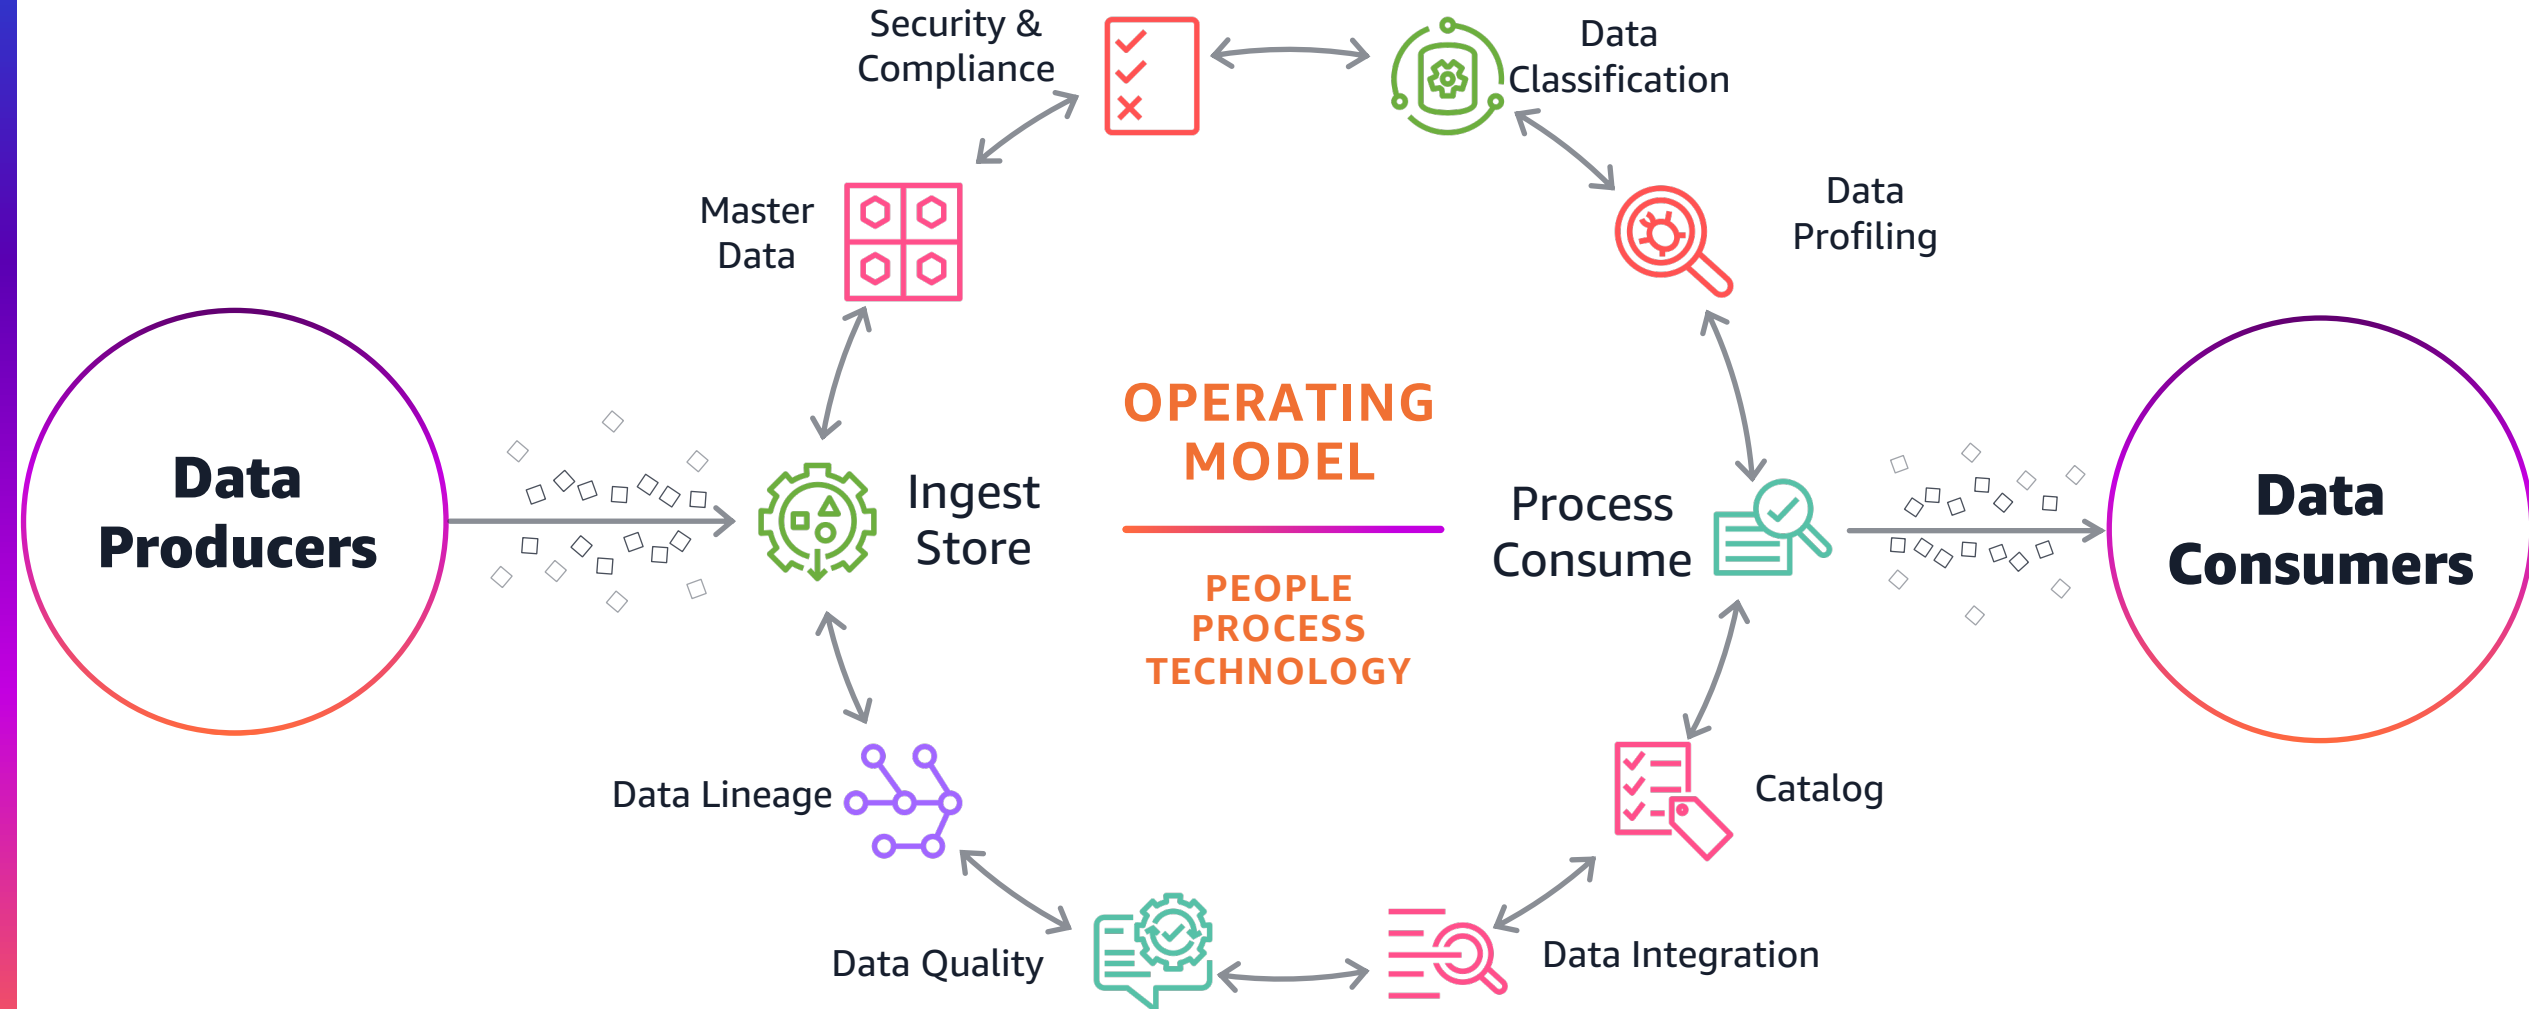 Security &
Compliance
Data
Classification
Master
Data
Data
Profiling
Data
Producers
Ingest
Store
OPERATING
MODEL
PEOPLE
PROCESS
TECHNOLOGY
Process
Consume
Data
Consumers
Data Lineage
Catalog
Data Quality
Data Integration